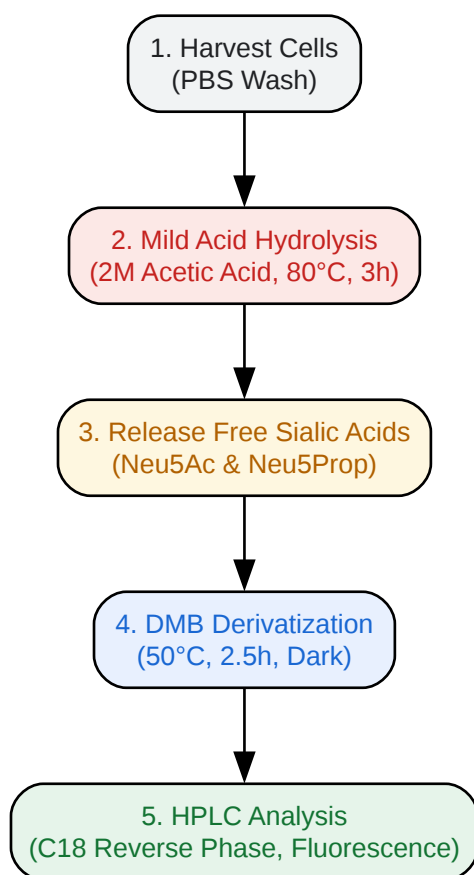 1. Harvest Cells
(PBS Wash)
2. Mild Acid Hydrolysis
(2M Acetic Acid, 80°C, 3h)
3. Release Free Sialic Acids
(Neu5Ac & Neu5Prop)
4. DMB Derivatization
(50°C, 2.5h, Dark)
5. HPLC Analysis
(C18 Reverse Phase, Fluorescence)